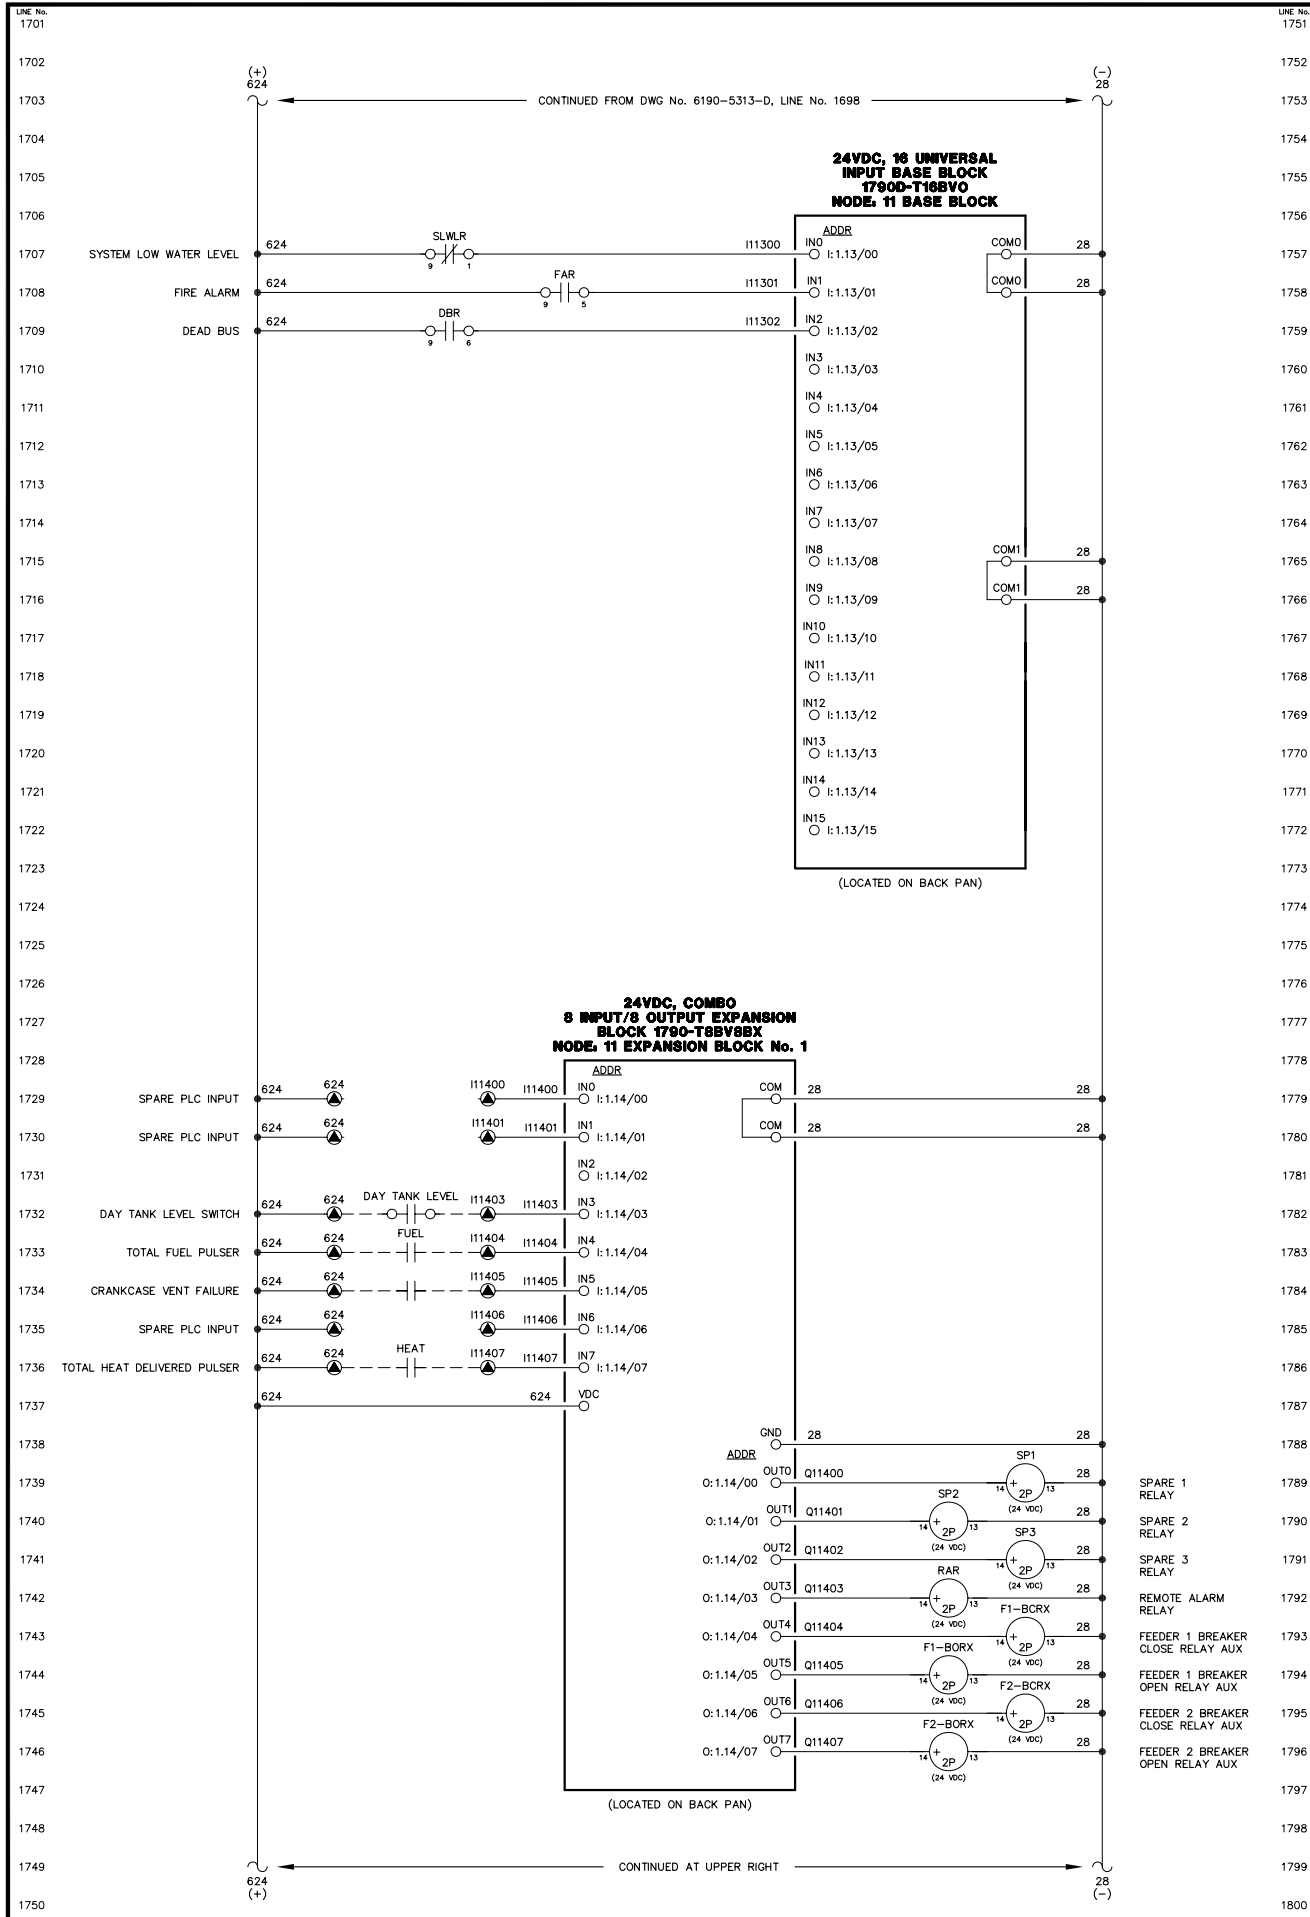 LINE No. LINE No.
1701 1751
1702 1752
(+) (-)
624 28
1703 CONTINUED FROM DWG No. 6190-5313-D, LINE No. 1698 1753
1704 1754
24VDC, 16 UNIVERSAL
1705 INPUT BASE BLOCK 1755
1790D-T16BVO
NODE: 11 BASE BLOCK
1706 1756
ADDR
1707 SYSTEM LOW WATER LEVEL 624 SLWLR 9 1 I11300 IN0 I:1.13/00 COM0 28 1757
1708 FIRE ALARM 624 FAR 9 5 I11301 IN1 I:1.13/01 COM0 28 1758
1709 DEAD BUS 624 DBR 9 6 I11302 IN2 I:1.13/02 1759
1710 IN3 I:1.13/03 1760
1711 IN4 I:1.13/04 1761
1712 IN5 I:1.13/05 1762
1713 IN6 I:1.13/06 1763
1714 IN7 I:1.13/07 1764
1715 IN8 I:1.13/08 COM1 28 1765
1716 IN9 I:1.13/09 COM1 28 1766
1717 IN10 I:1.13/10 1767
1718 IN11 I:1.13/11 1768
1719 IN12 I:1.13/12 1769
1720 IN13 I:1.13/13 1770
1721 IN14 I:1.13/14 1771
1722 IN15 I:1.13/15 1772
1723 1773
(LOCATED ON BACK PAN)
1724 1774
1725 1775
1726 1776
24VDC, COMBO
1727 8 INPUT/8 OUTPUT EXPANSION 1777
BLOCK 1790-T8BV8BX
NODE: 11 EXPANSION BLOCK No. 1
1728 1778
ADDR
1729 SPARE PLC INPUT 624 624 I11400 I11400 IN0 I:1.14/00 COM 28 1779
1730 SPARE PLC INPUT 624 624 I11401 I11401 IN1 I:1.14/01 COM 28 1780
1731 IN2 I:1.14/02 1781
1732 DAY TANK LEVEL SWITCH 624 624 DAY TANK LEVEL I11403 I11403 IN3 I:1.14/03 1782
1733 TOTAL FUEL PULSER 624 624 FUEL I11404 I11404 IN4 I:1.14/04 1783
1734 CRANKCASE VENT FAILURE 624 624 I11405 I11405 IN5 I:1.14/05 1784
1735 SPARE PLC INPUT 624 624 I11406 I11406 IN6 I:1.14/06 1785
1736 TOTAL HEAT DELIVERED PULSER 624 624 HEAT I11407 I11407 IN7 I:1.14/07 1786
1737 624 624 VDC 1787
1738 GND 28 28 1788
ADDR
1739 O:1.14/00 OUT0 Q11400 SP1 14 + 2P 13 (24 VDC) 28 SPARE 1 RELAY 1789
1740 O:1.14/01 OUT1 Q11401 SP2 14 + 2P 13 (24 VDC) 28 SPARE 2 RELAY 1790
1741 O:1.14/02 OUT2 Q11402 SP3 14 + 2P 13 (24 VDC) 28 SPARE 3 RELAY 1791
1742 O:1.14/03 OUT3 Q11403 RAR 14 + 2P 13 (24 VDC) 28 REMOTE ALARM RELAY 1792
1743 O:1.14/04 OUT4 Q11404 F1-BCRX 14 + 2P 13 (24 VDC) 28 FEEDER 1 BREAKER CLOSE RELAY AUX 1793
1744 O:1.14/05 OUT5 Q11405 F1-BORX 14 + 2P 13 (24 VDC) 28 FEEDER 1 BREAKER OPEN RELAY AUX 1794
1745 O:1.14/06 OUT6 Q11406 F2-BCRX 14 + 2P 13 (24 VDC) 28 FEEDER 2 BREAKER CLOSE RELAY AUX 1795
1746 O:1.14/07 OUT7 Q11407 F2-BORX 14 + 2P 13 (24 VDC) 28 FEEDER 2 BREAKER OPEN RELAY AUX 1796
1747 1797
(LOCATED ON BACK PAN)
1748 1798
1749 CONTINUED AT UPPER RIGHT 1799
624 28
(+) (-)
1750 1800